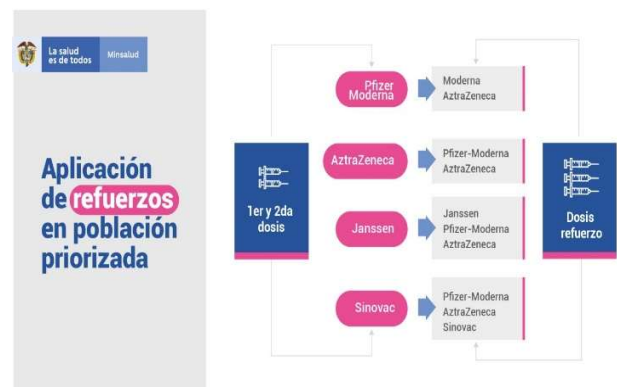 La salud
es de todos
Minsalud
Aplicación
de refuerzos
en población
priorizada
1er y 2da
dosis
Pfizer
Moderna
Moderna
AztraZeneca
AztraZeneca
Pfizer-Moderna
AztraZeneca
Janssen
Janssen
Pfizer-Moderna
AztraZeneca
Sinovac
Pfizer-Moderna
AztraZeneca
Sinovac
Dosis
refuerzo